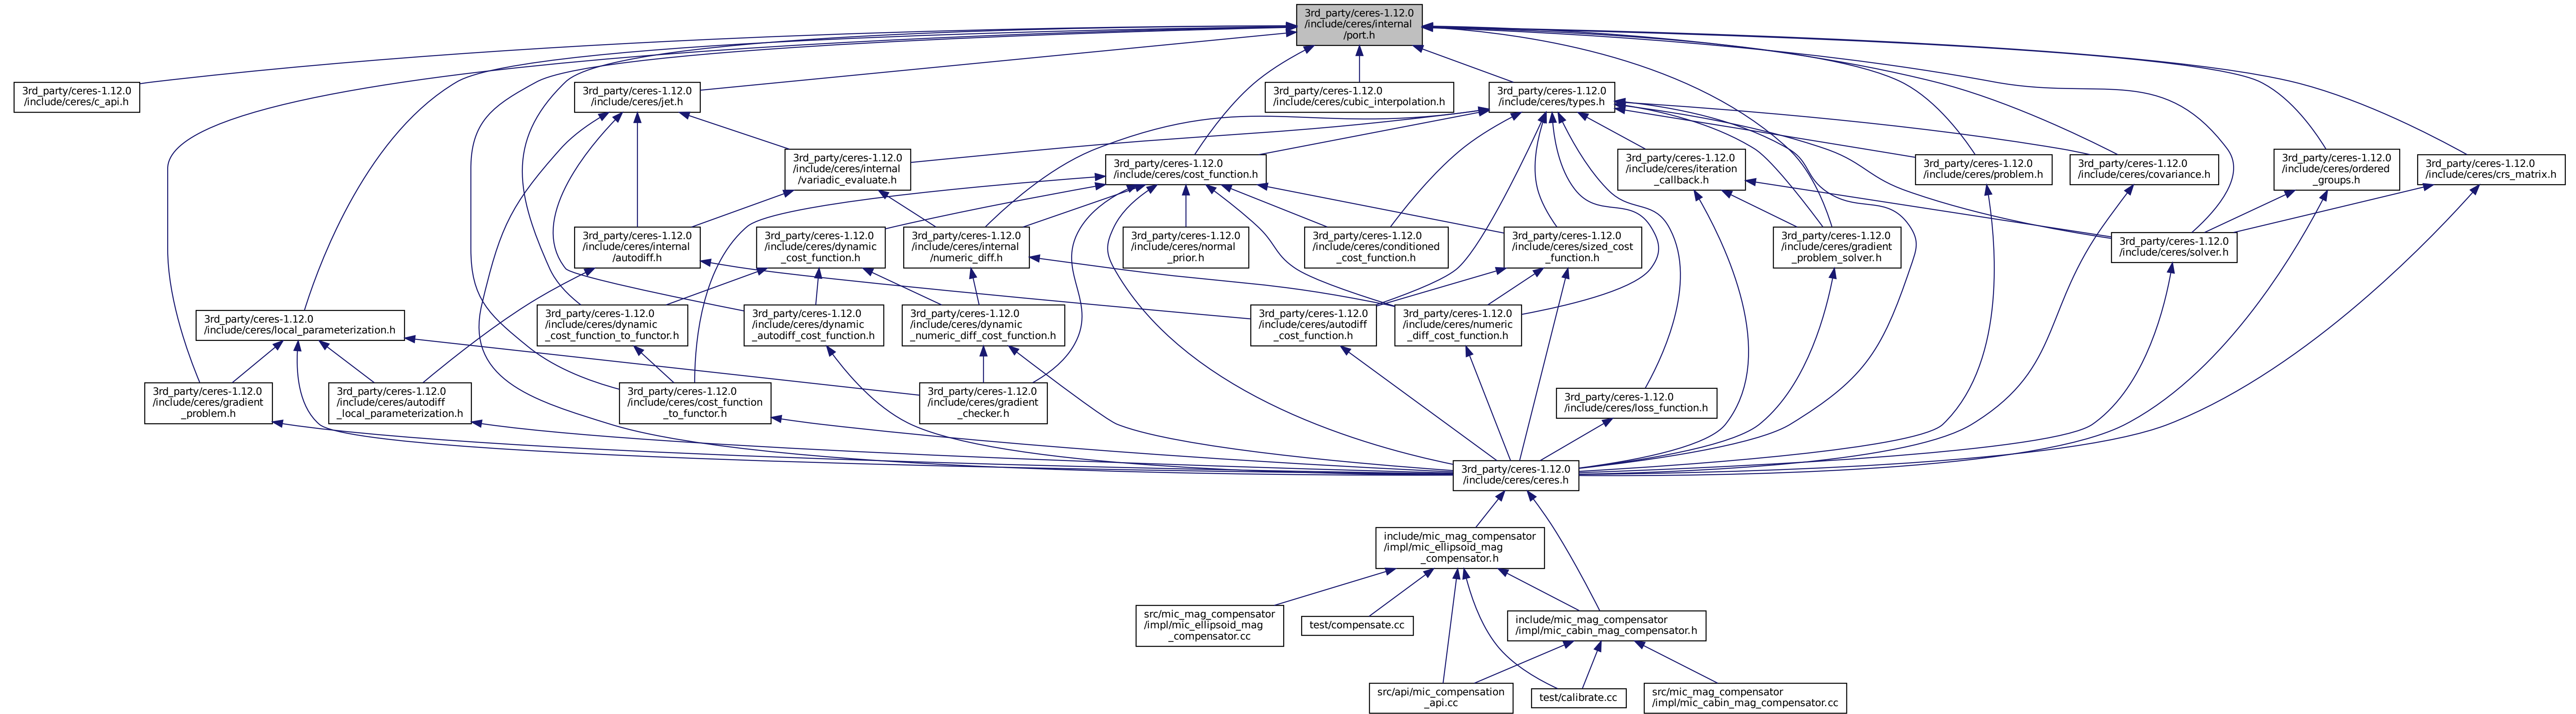 3rd_party/ceres-1.12.0
/include/ceres/internal
/port.h
3rd_party/ceres-1.12.0
/include/ceres/c_api.h
3rd_party/ceres-1.12.0
/include/ceres/jet.h
3rd_party/ceres-1.12.0
/include/ceres/cubic_interpolation.h
3rd_party/ceres-1.12.0
/include/ceres/types.h
3rd_party/ceres-1.12.0
/include/ceres/internal
/variadic_evaluate.h
3rd_party/ceres-1.12.0
/include/ceres/cost_function.h
3rd_party/ceres-1.12.0
/include/ceres/iteration
_callback.h
3rd_party/ceres-1.12.0
/include/ceres/problem.h
3rd_party/ceres-1.12.0
/include/ceres/covariance.h
3rd_party/ceres-1.12.0
/include/ceres/ordered
_groups.h
3rd_party/ceres-1.12.0
/include/ceres/crs_matrix.h
3rd_party/ceres-1.12.0
/include/ceres/internal
/autodiff.h
3rd_party/ceres-1.12.0
/include/ceres/dynamic
_cost_function.h
3rd_party/ceres-1.12.0
/include/ceres/internal
/numeric_diff.h
3rd_party/ceres-1.12.0
/include/ceres/normal
_prior.h
3rd_party/ceres-1.12.0
/include/ceres/conditioned
_cost_function.h
3rd_party/ceres-1.12.0
/include/ceres/sized_cost
_function.h
3rd_party/ceres-1.12.0
/include/ceres/gradient
_problem_solver.h
3rd_party/ceres-1.12.0
/include/ceres/solver.h
3rd_party/ceres-1.12.0
/include/ceres/local_parameterization.h
3rd_party/ceres-1.12.0
/include/ceres/dynamic
_cost_function_to_functor.h
3rd_party/ceres-1.12.0
/include/ceres/dynamic
_autodiff_cost_function.h
3rd_party/ceres-1.12.0
/include/ceres/dynamic
_numeric_diff_cost_function.h
3rd_party/ceres-1.12.0
/include/ceres/autodiff
_cost_function.h
3rd_party/ceres-1.12.0
/include/ceres/numeric
_diff_cost_function.h
3rd_party/ceres-1.12.0
/include/ceres/gradient
_problem.h
3rd_party/ceres-1.12.0
/include/ceres/autodiff
_local_parameterization.h
3rd_party/ceres-1.12.0
/include/ceres/cost_function
_to_functor.h
3rd_party/ceres-1.12.0
/include/ceres/gradient
_checker.h
3rd_party/ceres-1.12.0
/include/ceres/loss_function.h
3rd_party/ceres-1.12.0
/include/ceres/ceres.h
include/mic_mag_compensator
/impl/mic_ellipsoid_mag
_compensator.h
src/mic_mag_compensator
/impl/mic_ellipsoid_mag
_compensator.cc
test/compensate.cc
include/mic_mag_compensator
/impl/mic_cabin_mag_compensator.h
src/api/mic_compensation
_api.cc
test/calibrate.cc
src/mic_mag_compensator
/impl/mic_cabin_mag_compensator.cc